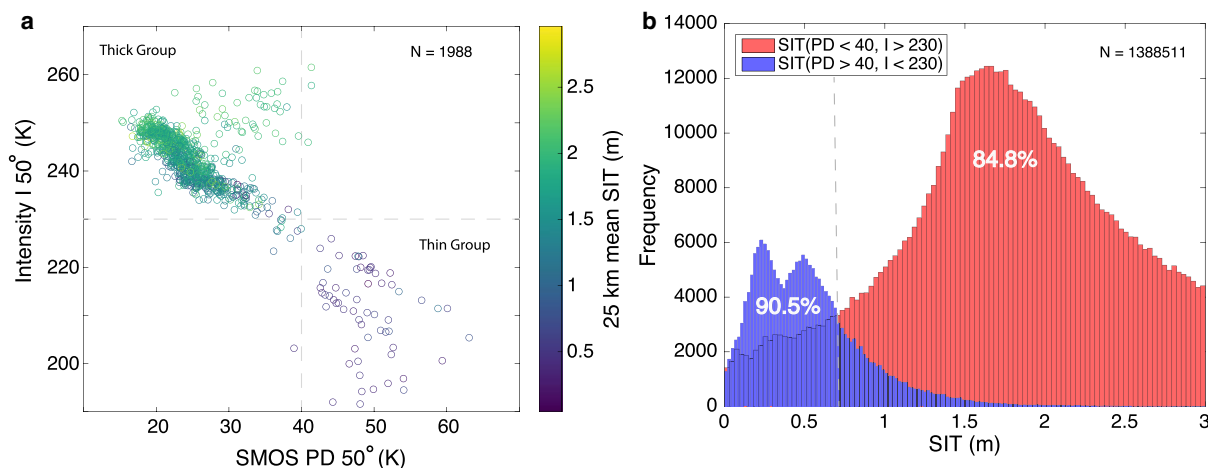 a
Thick Group
N = 1988
Thin Group
260
240
220
200
20
30
40
50
60
Intensity I 50° (K)
SMOS PD 50° (K)
2.5
2
1.5
1
0.5
25 km mean SIT (m)
b
SIT(PD < 40, I > 230)
SIT(PD > 40, I < 230)
N = 1388511
84.8%
90.5%
14000
12000
10000
8000
6000
4000
2000
0
0
0.5
1
1.5
2
2.5
3
Frequency
SIT (m)